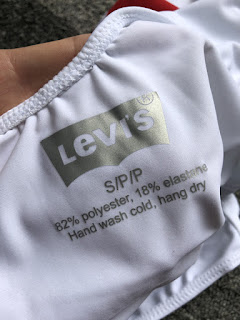 Levi's
S/P/P
82% polyester, 18% elastane
Hand wash cold, hang dry